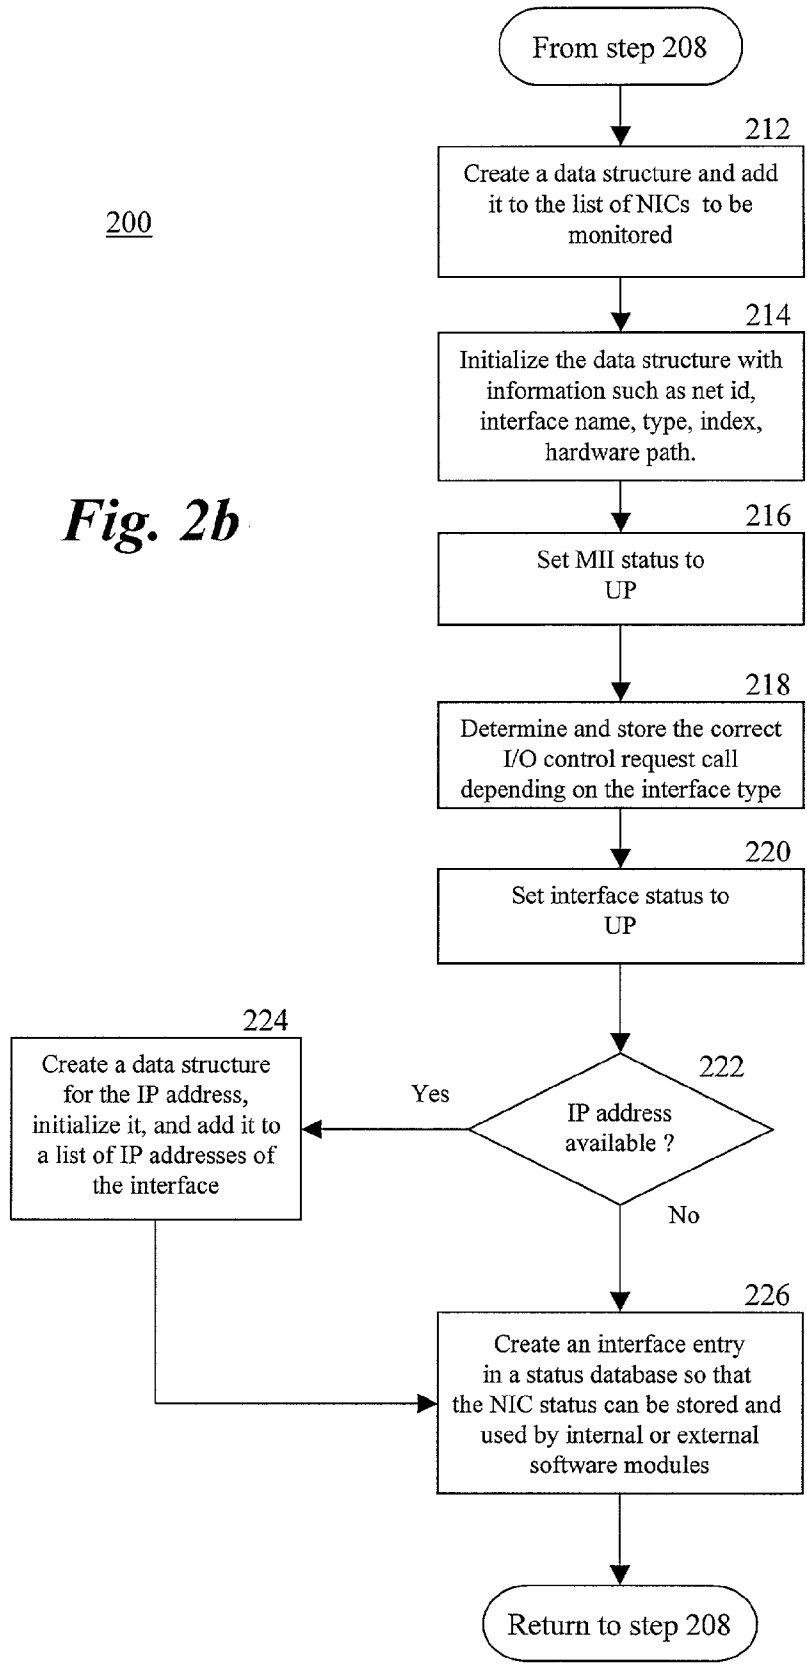 From step 208
212
Create a data structure and add
it to the list of NICs to be
monitored
200
214
Initialize the data structure with
information such as net id,
interface name, type, index,
hardware path.
Fig. 2b
216
Set MII status to
UP
218
Determine and store the correct
I/O control request call
depending on the interface type
220
Set interface status to
UP
222
IP address
available ?
Yes
No
224
Create a data structure
for the IP address,
initialize it, and add it to
a list of IP addresses of
the interface
226
Create an interface entry
in a status database so that
the NIC status can be stored and
used by internal or external
software modules
Return to step 208